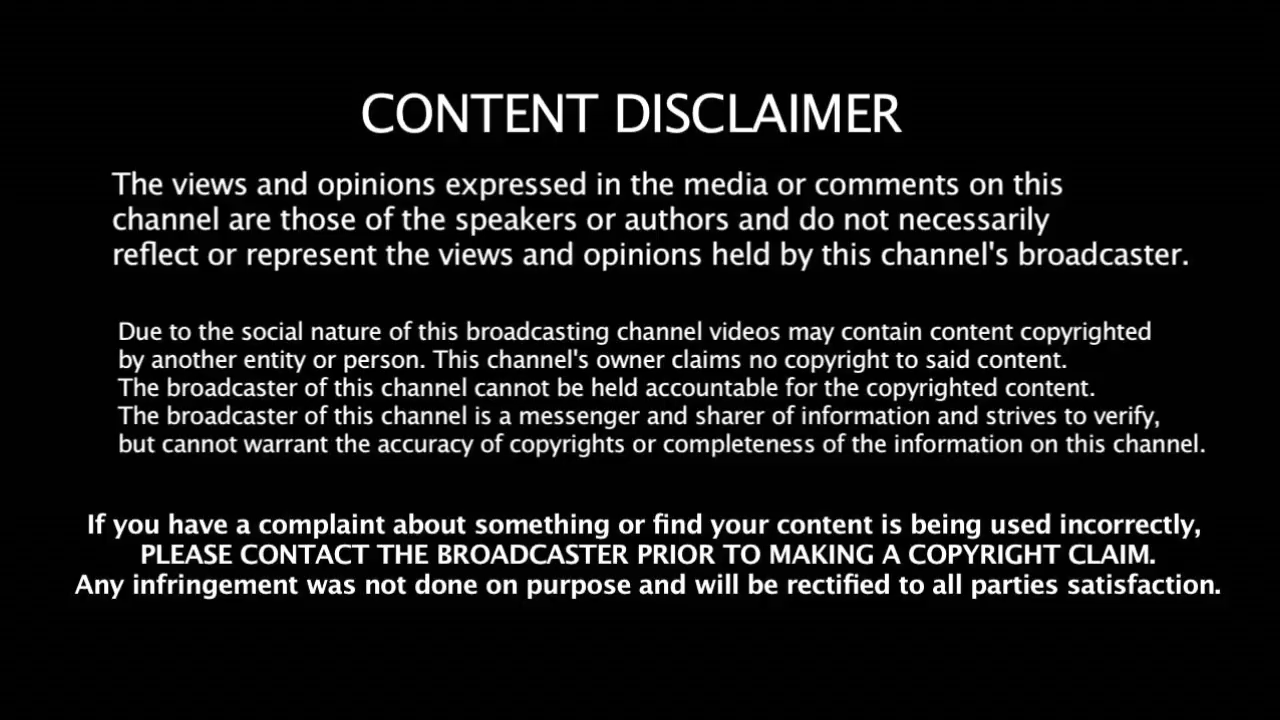 CONTENT DISCLAIMER
The views and opinions expressed in the media or comments on this
channel are those of the speakers or authors and do not necessarily
reflect or represent the views and opinions held by this channel's broadcaster.
Due to the social nature of this broadcasting channel videos may contain content copyrighted
by another entity or person. This channel's owner claims no copyright to said content.
The broadcaster of this channel cannot be held accountable for the copyrighted content.
The broadcaster of this channel is a messenger and sharer of information and strives to verify,
but cannot warrant the accuracy of copyrights or completeness of the information on this channel.
If you have a complaint about something or find your content is being used incorrectly,
PLEASE CONTACT THE BROADCASTER PRIOR TO MAKING A COPYRIGHT CLAIM.
Any infringement was not done on purpose and will be rectified to all parties satisfaction.